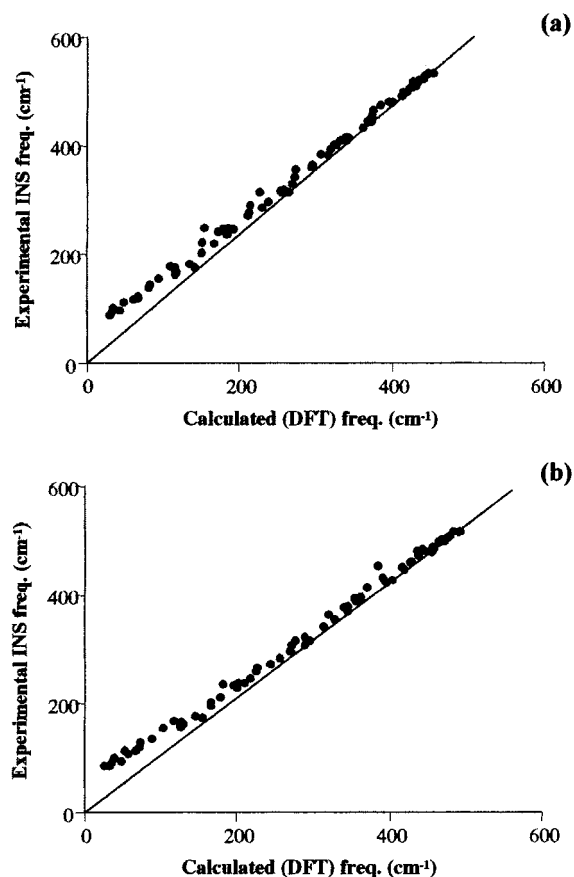 (a)
600
400
200
0
Experimental INS freq. (cm-1)
0 200 400 600
Calculated (DFT) freq. (cm-1)
(b)
600
400
200
0
Experimental INS freq. (cm-1)
0 200 400 600
Calculated (DFT) freq. (cm-1)